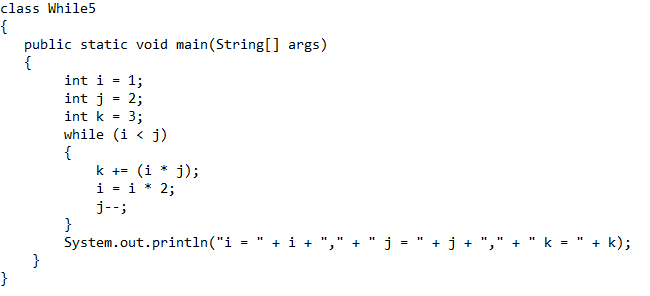 class While5
{
   public static void main(String[] args)
   {
        int i = 1;
        int j = 2;
        int k = 3;
        while (i < j)
        {
            k += (i * j);
            i = i * 2;
            j--;
        }
        System.out.println("i = " + i + "," + " j = " + j + "," + " k = " + k);
    }
}